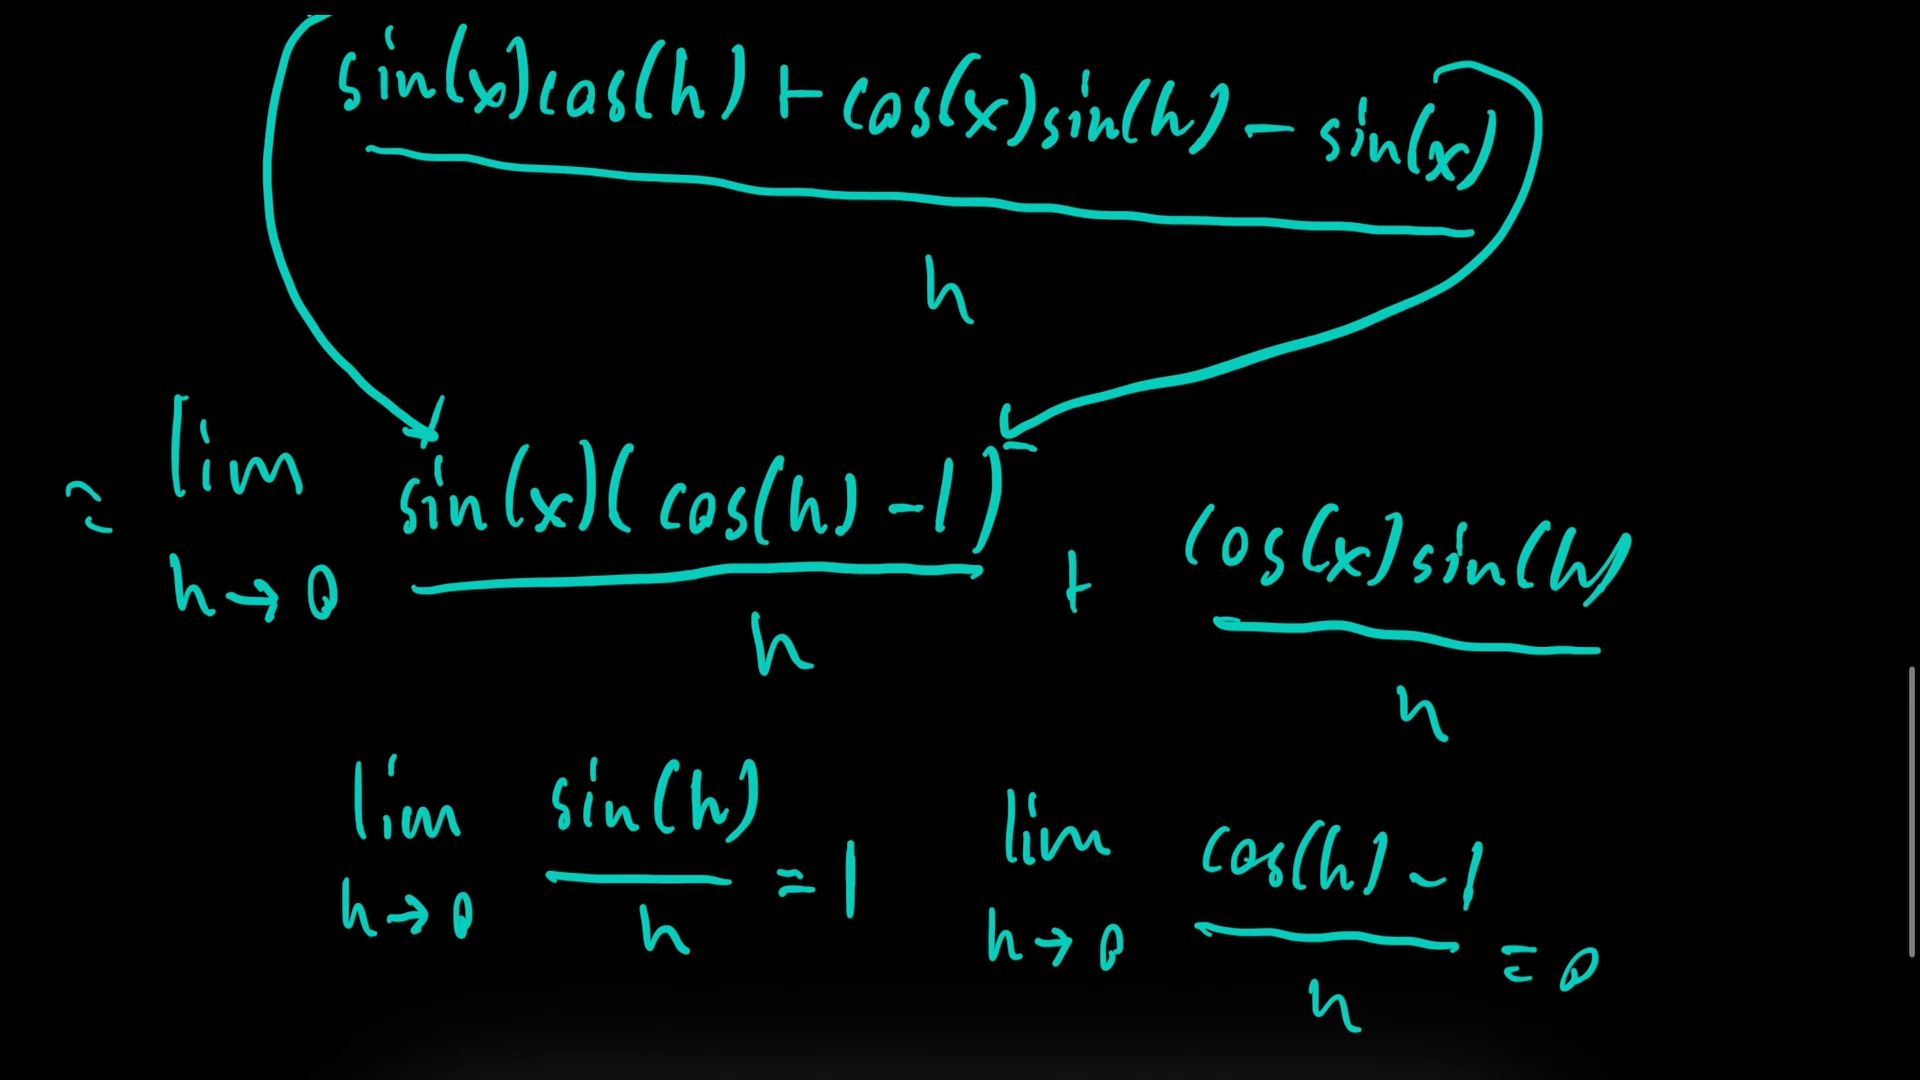 sin(x)cos(h) + cos(x)sin(h) - sin(x)
h
= lim h→0 sin(x)(cos(h) - 1) + cos(x)sin(h)
h h
lim h→0 sin(h) = 1 lim h→0 cos(h) - 1 = 0
h h